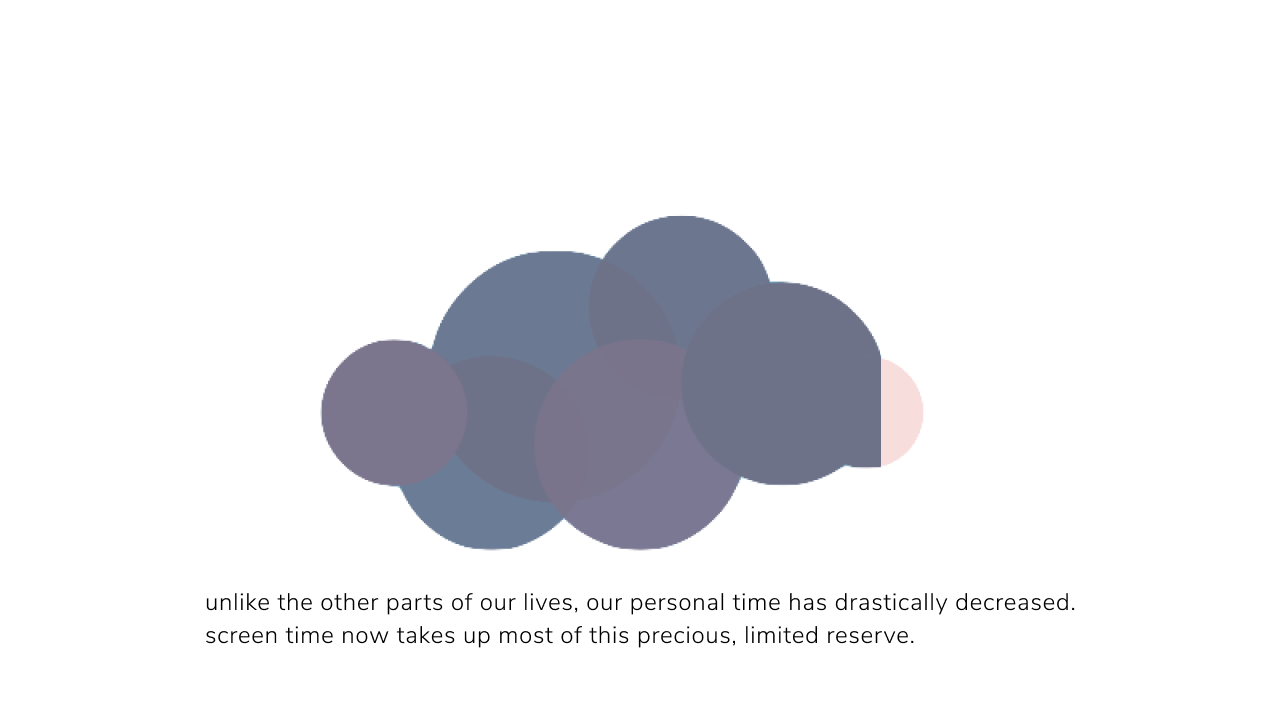 unlike the other parts of our lives, our personal time has drastically decreased.
screen time now takes up most of this precious, limited reserve.